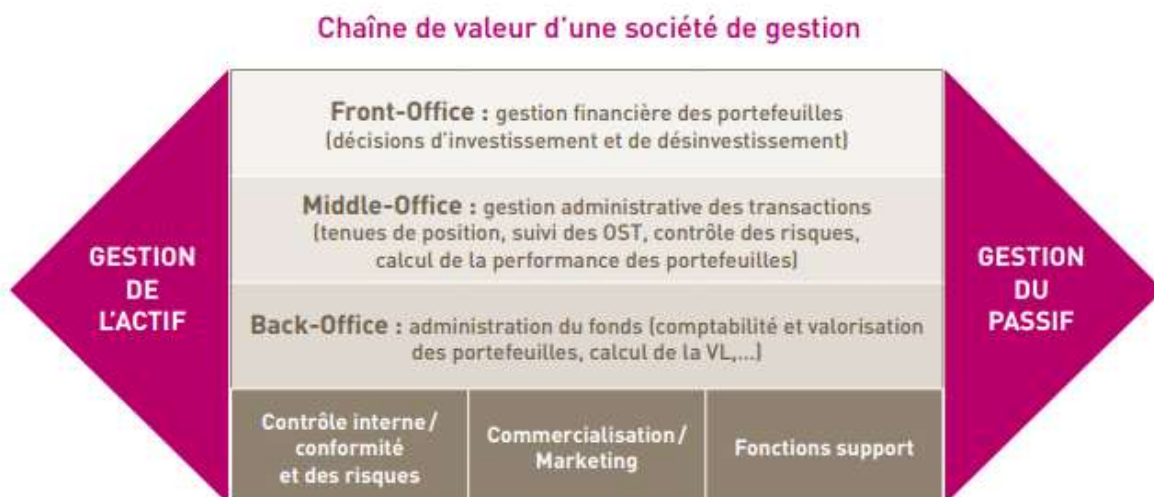 Chaîne de valeur d'une société de gestion
Front-Office : gestion financière des portefeuilles
(décisions d'investissement et de désinvestissement)
Middle-Office : gestion administrative des transactions
(tenues de position, suivi des OST, contrôle des risques,
calcul de la performance des portefeuilles)
Back-Office : administration du fonds (comptabilité et valorisation
des portefeuilles, calcul de la VL,...)
GESTION
DE
L'ACTIF
GESTION
DU
PASSIF
Contrôle interne/
conformité
et des risques
Commercialisation/
Marketing
Fonctions support